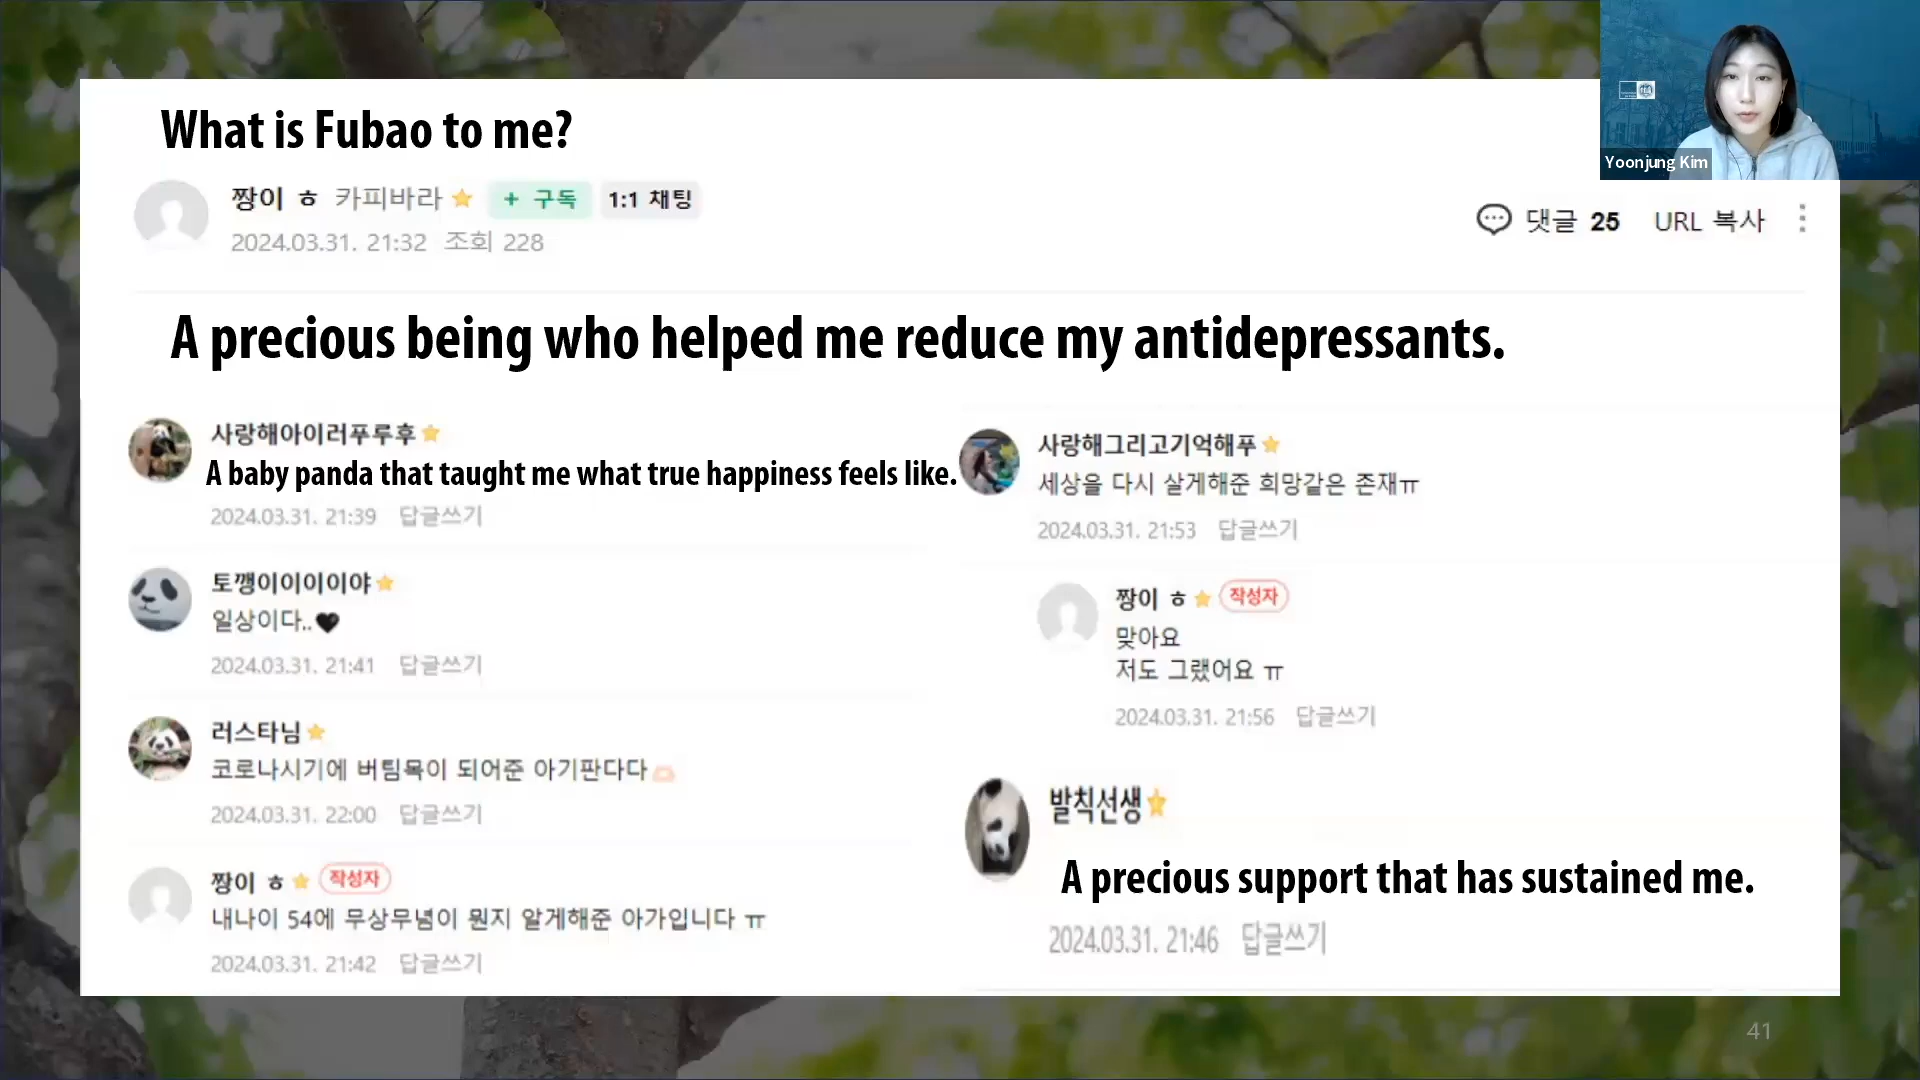 What is Fubao to me?
짱이 ㅎ 카피바라 + 구독 1:1 채팅
2024.03.31. 21:32 조회 228
댓글 25 URL 복사
A precious being who helped me reduce my antidepressants.
사랑해아이러푸루후
A baby panda that taught me what true happiness feels like.
2024.03.31. 21:39 답글쓰기
토깽이이이이이야
일상이다..
2024.03.31. 21:41 답글쓰기
러스타님
코로나시기에 버팀목이 되어준 아기판다다
2024.03.31. 22:00 답글쓰기
짱이 ㅎ 작성자
내나이 54에 무상무념이 뭔지 알게해준 아가입니다 ㅠ
2024.03.31. 21:42 답글쓰기
사랑해그리고기억해푸
세상을 다시 살게해준 희망같은 존재ㅠ
2024.03.31. 21:53 답글쓰기
짱이 ㅎ 작성자
맞아요
저도 그랬어요 ㅠ
2024.03.31. 21:56 답글쓰기
발칙선생
A precious support that has sustained me.
2024.03.31. 21:46 답글쓰기
Yoonjung Kim
41